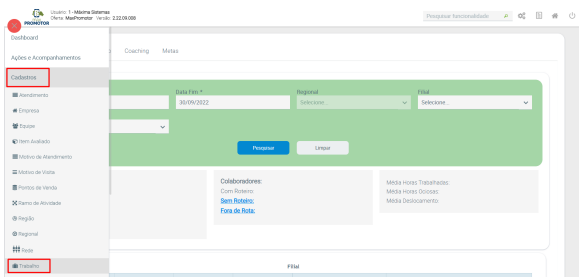 Usuário: 1 - Máxima Sistemas
Cliente: MaxPromotor Versão: 2.22.09.008
PROMOTOR
Pesquisar funcionalidade
Dashboard
Ações e Acompanhamentos
Coaching Metas
Cadastros
Atendimento
Empresa
Equipe
Item Avaliado
Motivo de Atendimento
Motivo de Visita
Pontos de Venda
Ramo de Atividade
Região
Regional
Rede
Trabalho
Data Fim *
30/09/2022
Regional
Selecione...
Filial
Selecione...
Pesquisar
Limpar
Colaboradores:
Com Roteiro:
Sem Roteiro:
Fora de Rota:
Média Horas Trabalhadas:
Média Horas Ociosas:
Média Deslocamento:
Filial